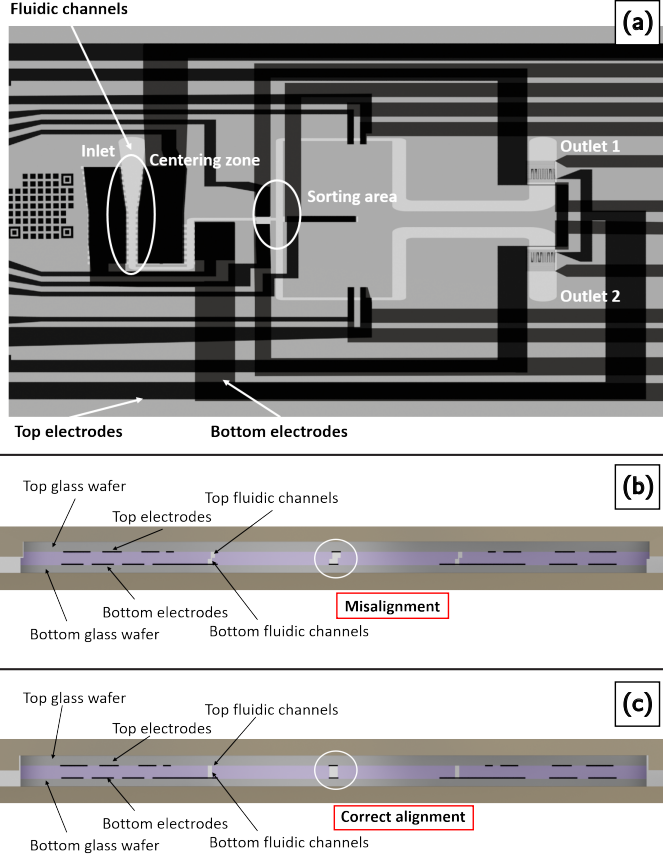 Fluidic channels
(a)
Inlet
Centering zone
Outlet 1
Sorting area
Outlet 2
Top electrodes
Bottom electrodes
(b)
Top glass wafer
Top fluidic channels
Top electrodes
Bottom electrodes
Misalignment
Bottom fluidic channels
Bottom glass wafer
(c)
Top glass wafer
Top fluidic channels
Top electrodes
Bottom electrodes
Correct alignment
Bottom fluidic channels
Bottom glass wafer